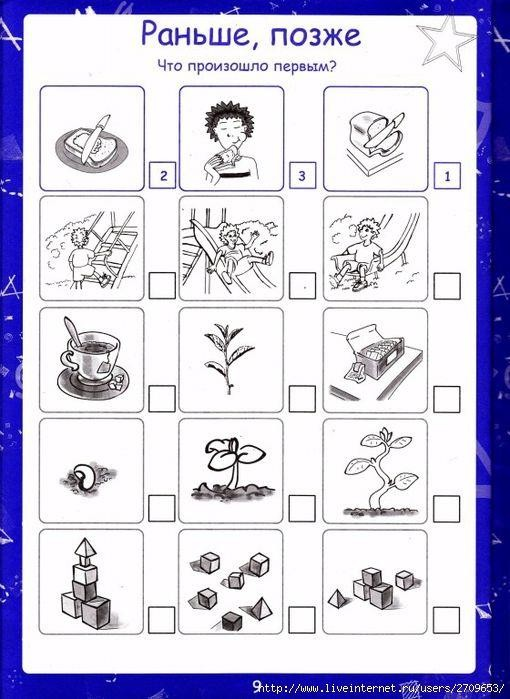 Раньше, позже
Что произошло первым?
2
3
1
9
http://www.liveinternet.ru/users/2709653/